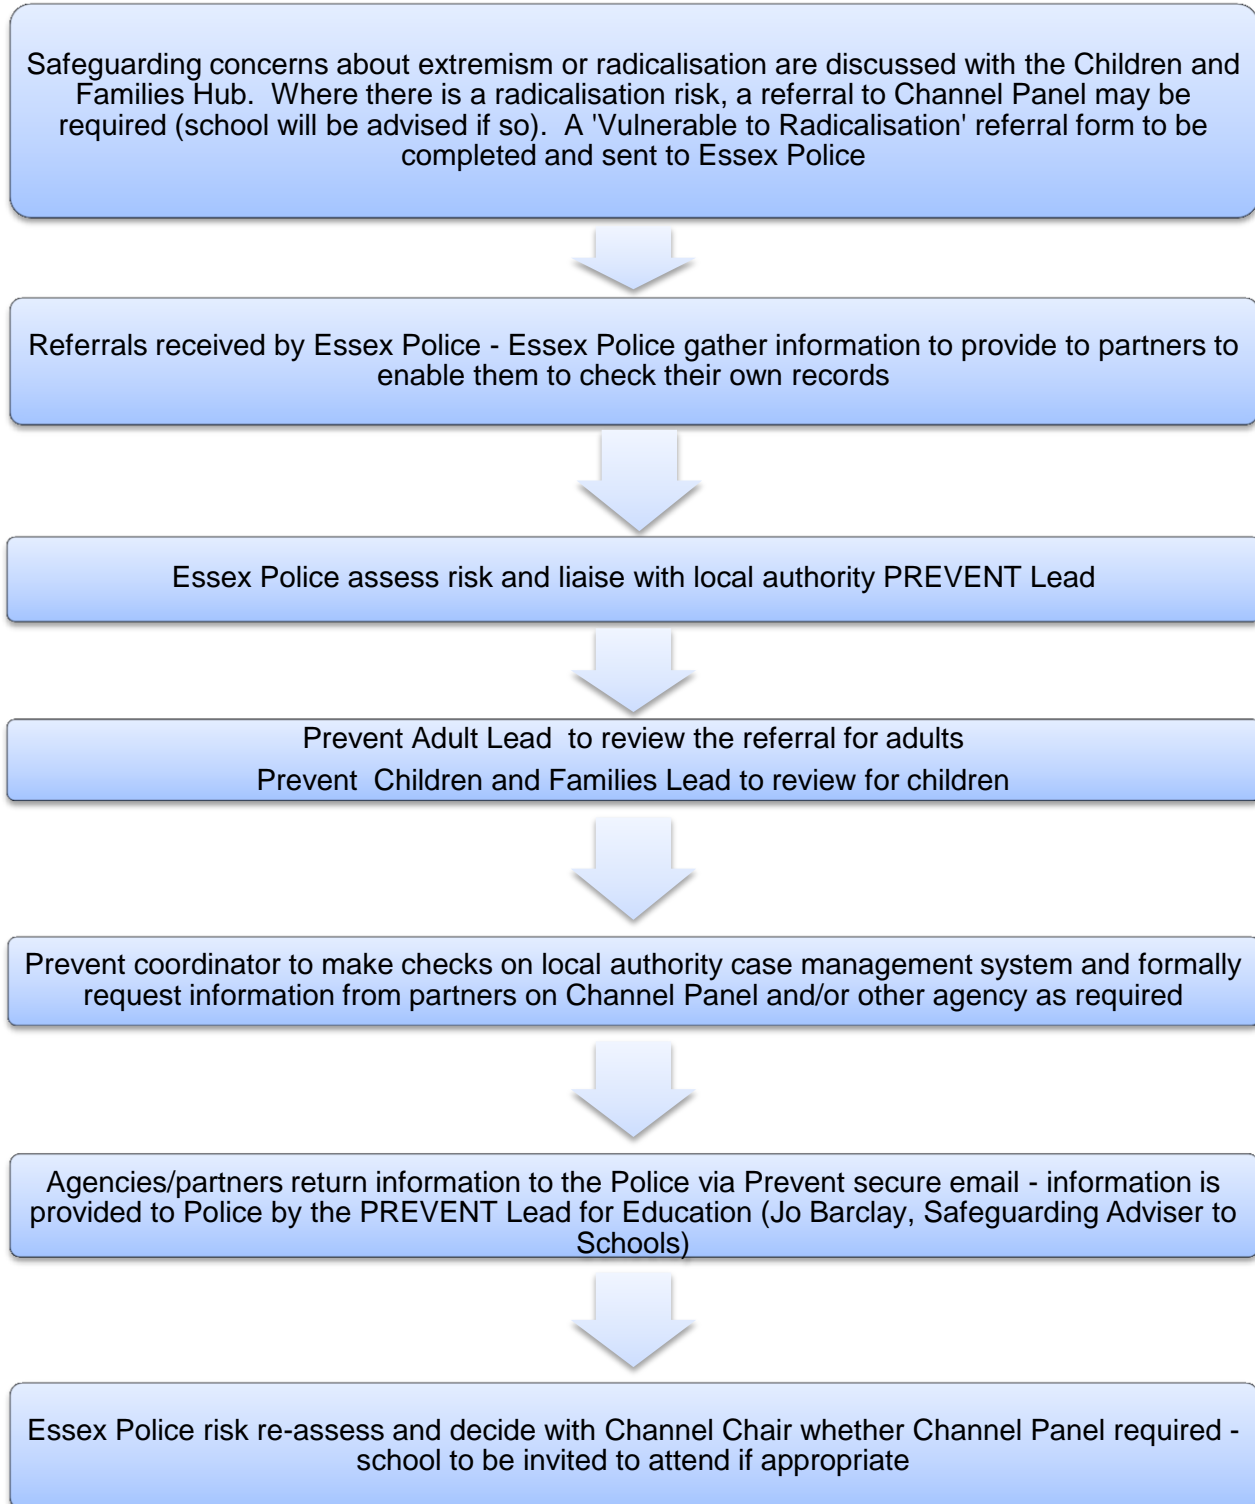 Safeguarding concerns about extremism or radicalisation are discussed with the Children and
Families Hub.  Where there is a radicalisation risk, a referral to Channel Panel may be
required (school will be advised if so).  A 'Vulnerable to Radicalisation' referral form to be
completed and sent to Essex Police
Referrals received by Essex Police - Essex Police gather information to provide to partners to
enable them to check their own records
Essex Police assess risk and liaise with local authority PREVENT Lead
Prevent Adult Lead  to review the referral for adults
Prevent  Children and Families Lead to review for children
Prevent coordinator to make checks on local authority case management system and formally
request information from partners on Channel Panel and/or other agency as required
Agencies/partners return information to the Police via Prevent secure email - information is
provided to Police by the PREVENT Lead for Education (Jo Barclay, Safeguarding Adviser to
Schools)
Essex Police risk re-assess and decide with Channel Chair whether Channel Panel required -
school to be invited to attend if appropriate